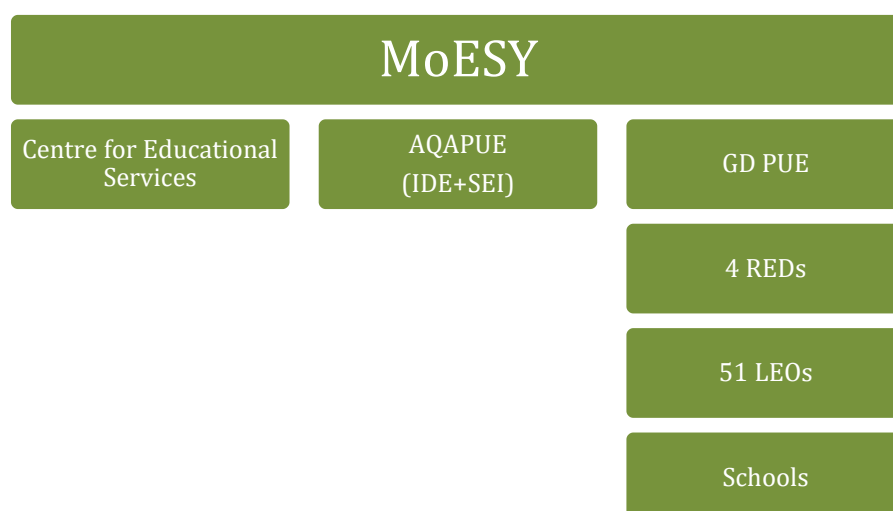 MoESY
Centre for Educational
Services
AQAPUE
(IDE+SEI)
GD PUE
4 REDs
51 LEOs
Schools